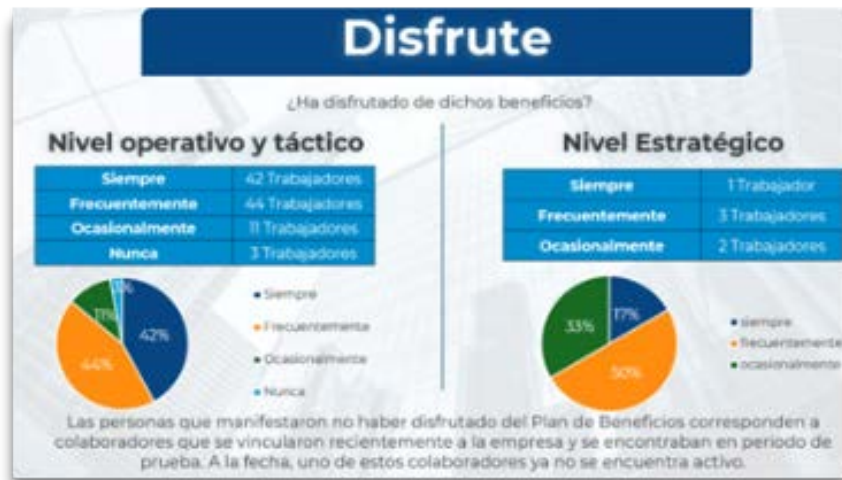 Disfrute
¿Ha disfrutado de dichos beneficios?
Nivel operativo y táctico
Siempre 42 Trabajadores
Frecuentemente 44 Trabajadores
Ocasionalmente 11 Trabajadores
Nunca 3 Trabajadores
3%
11%
42%
44%
Siempre
Frecuentemente
Ocasionalmente
Nunca
Nivel Estratégico
Siempre 1 Trabajador
Frecuentemente 3 Trabajadores
Ocasionalmente 2 Trabajadores
17%
33%
50%
siempre
frecuentemente
ocasionalmente
Las personas que manifestaron no haber disfrutado del Plan de Beneficios corresponden a
colaboradores que se vincularon recientemente a la empresa y se encontraban en periodo de
prueba. A la fecha, uno de estos colaboradores ya no se encuentra activo.